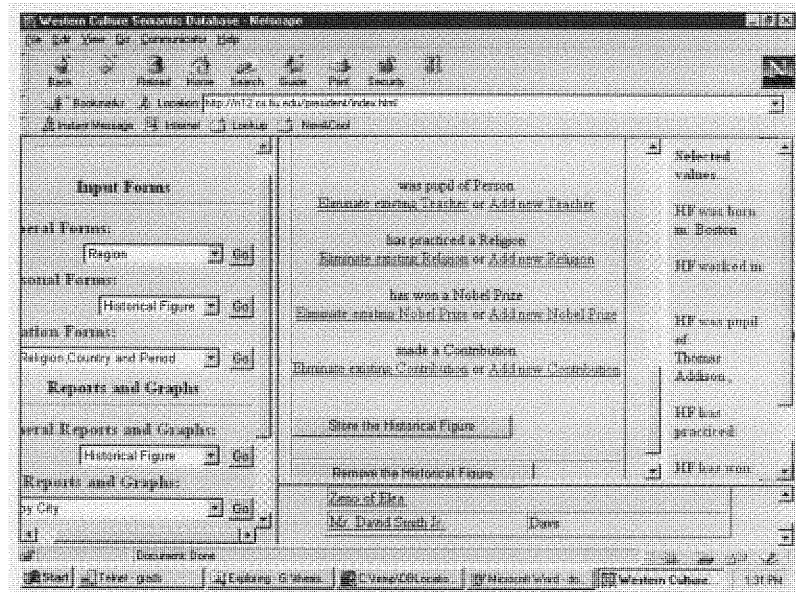 Western Culture Semantic Database - Netscape
File Edit View Go Communicator Help
Back Reload Home Search Guide Print Security
Bookmarks Location: http://n12.cs.hu.edu/president/index.html
Instant Message Internet Lookup New&Cool
Input Forms
neral Forms:
Region Go
sonal Forms:
Historical Figure Go
ation Forms:
Religion,Country and Period Go
Reports and Graphs
neral Reports and Graphs:
Historical Figure Go
Reports and Graphs:
by City Go
was pupil of Person
Eliminate existing Teacher or Add new Teacher
has practiced a Religion
Eliminate existing Religion or Add new Religion
has won a Nobel Prize
Eliminate existing Nobel Prize or Add new Nobel Prize
made a Contribution
Eliminate existing Contribution or Add new Contribution
Store the Historical Figure
Remove the Historical Figure
Selected
values
HF was born
in: Boston
HF worked in
HF was pupil
of
Thomas
Addison,
HF has
practiced
HF has won
Zeno of Elea
Mr. David Smith Jr.
Document: Done
Start Telnet - grads Exploring Microsoft Word - Western Culture... 1:31 PM